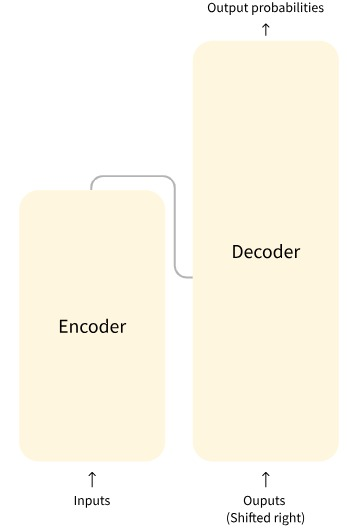 Output probabilities
↑
Decoder
Encoder
↑
↑
Inputs
Ouputs
(Shifted right)